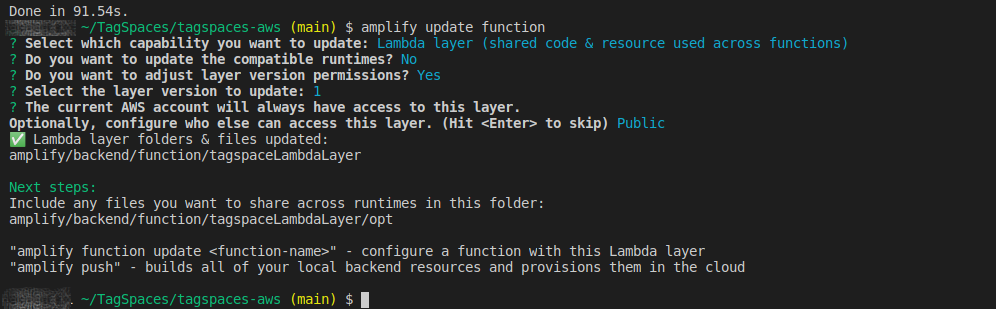 Done in 91.54s.
~/TagSpaces/tagspaces-aws (main) $ amplify update function
? Select which capability you want to update: Lambda layer (shared code & resource used across functions)
? Do you want to update the compatible runtimes? No
? Do you want to adjust layer version permissions? Yes
? Select the layer version to update: 1
? The current AWS account will always have access to this layer.
Optionally, configure who else can access this layer. (Hit <Enter> to skip) Public
✅ Lambda layer folders & files updated:
amplify/backend/function/tagspaceLambdaLayer
Next steps:
Include any files you want to share across runtimes in this folder:
amplify/backend/function/tagspaceLambdaLayer/opt
"amplify function update <function-name>" - configure a function with this Lambda layer
"amplify push" - builds all of your local backend resources and provisions them in the cloud
~/TagSpaces/tagspaces-aws (main) $